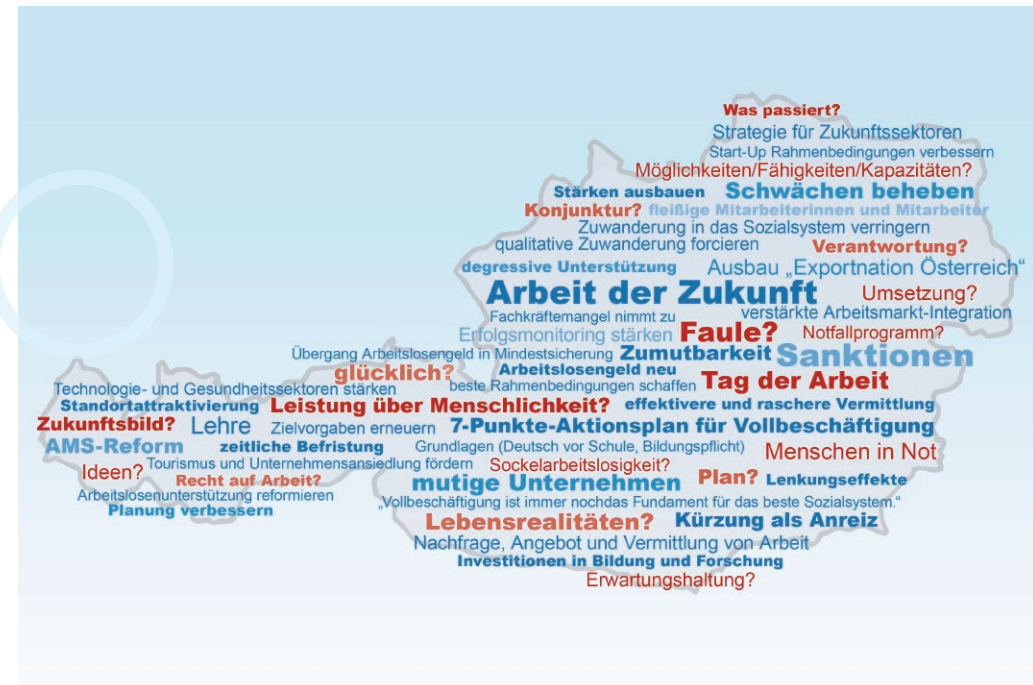 Was passiert?
Strategie für Zukunftssektoren
Start-Up Rahmenbedingungen verbessern
Möglichkeiten/Fähigkeiten/Kapazitäten?
Stärken ausbauen Schwächen beheben
Konjunktur? fleißige Mitarbeiterinnen und Mitarbeiter
Zuwanderung in das Sozialsystem verringern
qualitative Zuwanderung forcieren Verantwortung?
degressive Unterstützung Ausbau „Exportnation Österreich“
Arbeit der Zukunft Umsetzung?
Fachkräftemangel nimmt zu verstärkte Arbeitsmarkt-Integration
Erfolgsmonitoring stärken Faule? Notfallprogramm?
Übergang Arbeitslosengeld in Mindestsicherung Zumutbarkeit Sanktionen
glücklich? Arbeitslosengeld neu
Technologie- und Gesundheitssektoren stärken beste Rahmenbedingungen schaffen Tag der Arbeit
Standortattraktivierung Leistung über Menschlichkeit? effektivere und raschere Vermittlung
Zukunftsbild? Lehre Zielvorgaben erneuern 7-Punkte-Aktionsplan für Vollbeschäftigung
AMS-Reform zeitliche Befristung Grundlagen (Deutsch vor Schule, Bildungspflicht) Menschen in Not
Ideen? Tourismus und Unternehmensansiedlung fördern Sockelarbeitslosigkeit?
Recht auf Arbeit? mutige Unternehmen Plan? Lenkungseffekte
Arbeitslosenunterstützung reformieren „Vollbeschäftigung ist immer nochdas Fundament für das beste Sozialsystem.“
Planung verbessern Lebensrealitäten? Kürzung als Anreiz
Nachfrage, Angebot und Vermittlung von Arbeit
Investitionen in Bildung und Forschung
Erwartungshaltung?